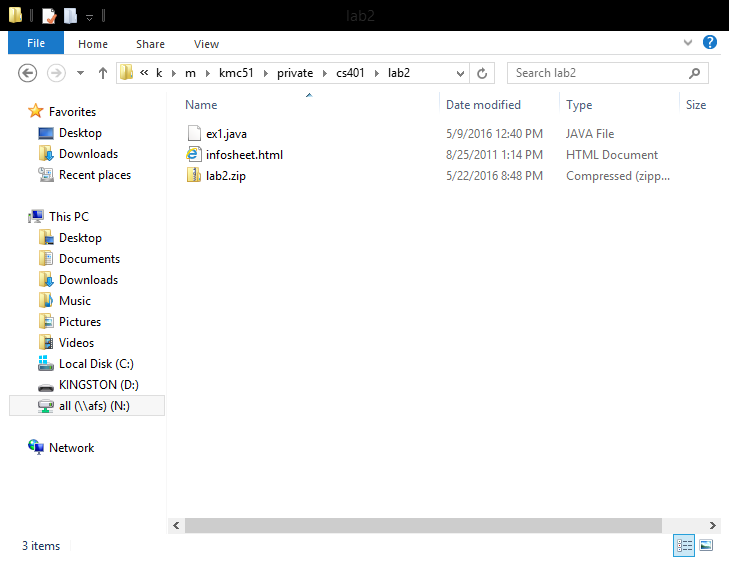 lab2
File Home Share View
« k m kmc51 private cs401 lab2 Search lab2
Name Date modified Type Size
Favorites
Desktop
Downloads
Recent places
This PC
Desktop
Documents
Downloads
Music
Pictures
Videos
Local Disk (C:)
KINGSTON (D:)
all (\\afs) (N:)
Network
ex1.java 5/9/2016 12:40 PM JAVA File
infosheet.html 8/25/2011 1:14 PM HTML Document
lab2.zip 5/22/2016 8:48 PM Compressed (zipp...
3 items